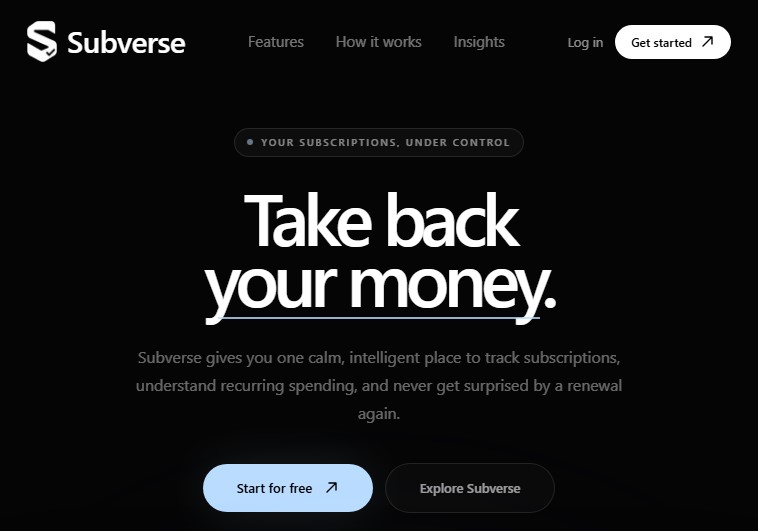 Subverse
Features
How it works
Insights
Log in
Get started
YOUR SUBSCRIPTIONS, UNDER CONTROL
Take back
your money.
Subverse gives you one calm, intelligent place to track subscriptions,
understand recurring spending, and never get surprised by a renewal
again.
Start for free
Explore Subverse